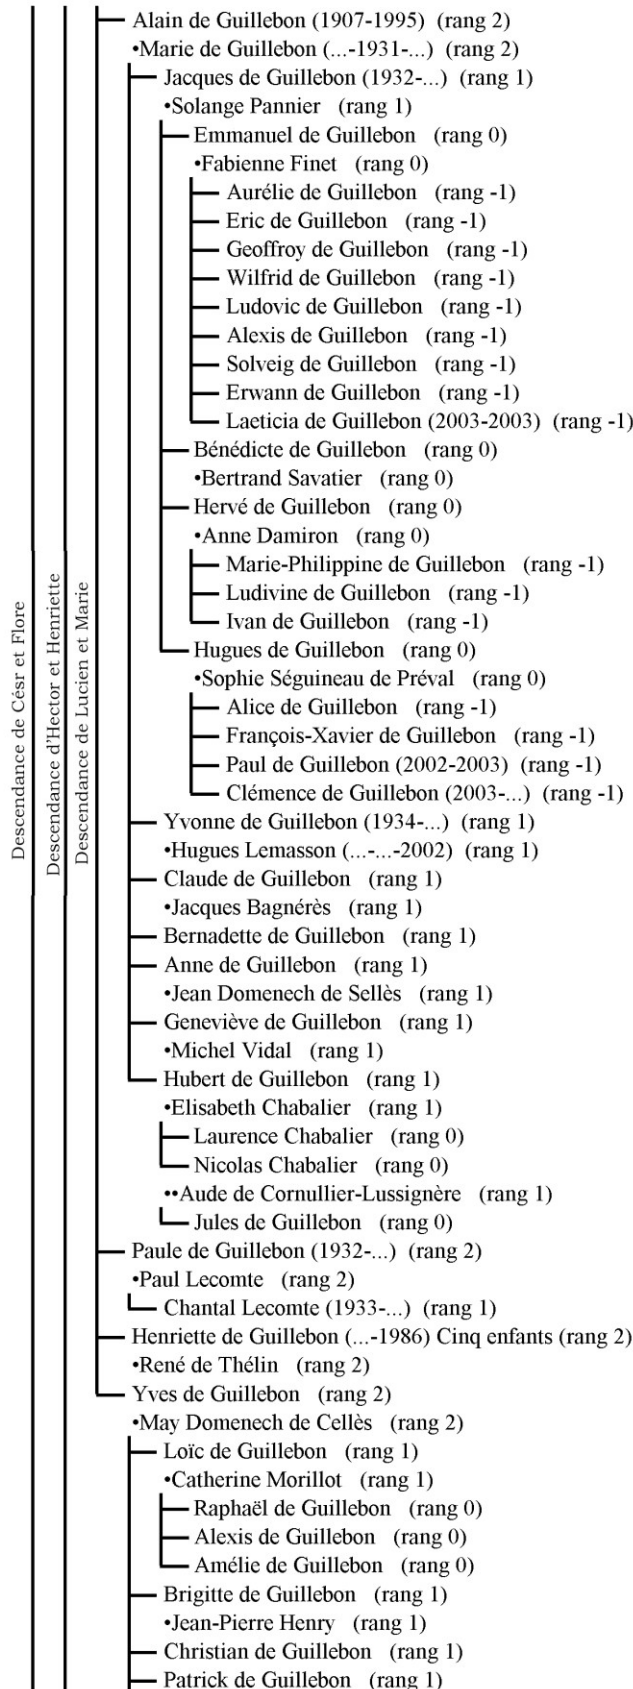 Alain de Guillebon (1907-1995) (rang 2)
•Marie de Guillebon (...-1931-...) (rang 2)
Jacques de Guillebon (1932-...) (rang 1)
•Solange Pannier (rang 1)
Emmanuel de Guillebon (rang 0)
•Fabienne Finet (rang 0)
Aurélie de Guillebon (rang -1)
Eric de Guillebon (rang -1)
Geoffroy de Guillebon (rang -1)
Wilfrid de Guillebon (rang -1)
Ludovic de Guillebon (rang -1)
Alexis de Guillebon (rang -1)
Solveig de Guillebon (rang -1)
Erwann de Guillebon (rang -1)
Laeticia de Guillebon (2003-2003) (rang -1)
Bénédicte de Guillebon (rang 0)
•Bertrand Savatier (rang 0)
Hervé de Guillebon (rang 0)
•Anne Damiron (rang 0)
Marie-Philippine de Guillebon (rang -1)
Ludivine de Guillebon (rang -1)
Ivan de Guillebon (rang -1)
Hugues de Guillebon (rang 0)
•Sophie Séguineau de Préval (rang 0)
Alice de Guillebon (rang -1)
François-Xavier de Guillebon (rang -1)
Paul de Guillebon (2002-2003) (rang -1)
Clémence de Guillebon (2003-...) (rang -1)
Yvonne de Guillebon (1934-...) (rang 1)
•Hugues Lemasson (...-...-2002) (rang 1)
Claude de Guillebon (rang 1)
•Jacques Bagnérès (rang 1)
Bernadette de Guillebon (rang 1)
Anne de Guillebon (rang 1)
•Jean Domenech de Sellès (rang 1)
Geneviève de Guillebon (rang 1)
•Michel Vidal (rang 1)
Hubert de Guillebon (rang 1)
•Elisabeth Chabalier (rang 1)
Laurence Chabalier (rang 0)
Nicolas Chabalier (rang 0)
••Aude de Cornullier-Lussignère (rang 1)
Jules de Guillebon (rang 0)
Paule de Guillebon (1932-...) (rang 2)
•Paul Lecomte (rang 2)
Chantal Lecomte (1933-...) (rang 1)
Henriette de Guillebon (...-1986) Cinq enfants (rang 2)
•René de Thélin (rang 2)
Yves de Guillebon (rang 2)
•May Domenech de Cellès (rang 2)
Loïc de Guillebon (rang 1)
•Catherine Morillot (rang 1)
Raphaël de Guillebon (rang 0)
Alexis de Guillebon (rang 0)
Amélie de Guillebon (rang 0)
Brigitte de Guillebon (rang 1)
•Jean-Pierre Henry (rang 1)
Christian de Guillebon (rang 1)
Patrick de Guillebon (rang 1)
Descendance de Césr et Flore
Descendance d'Hector et Henriette
Descendance de Lucien et Marie